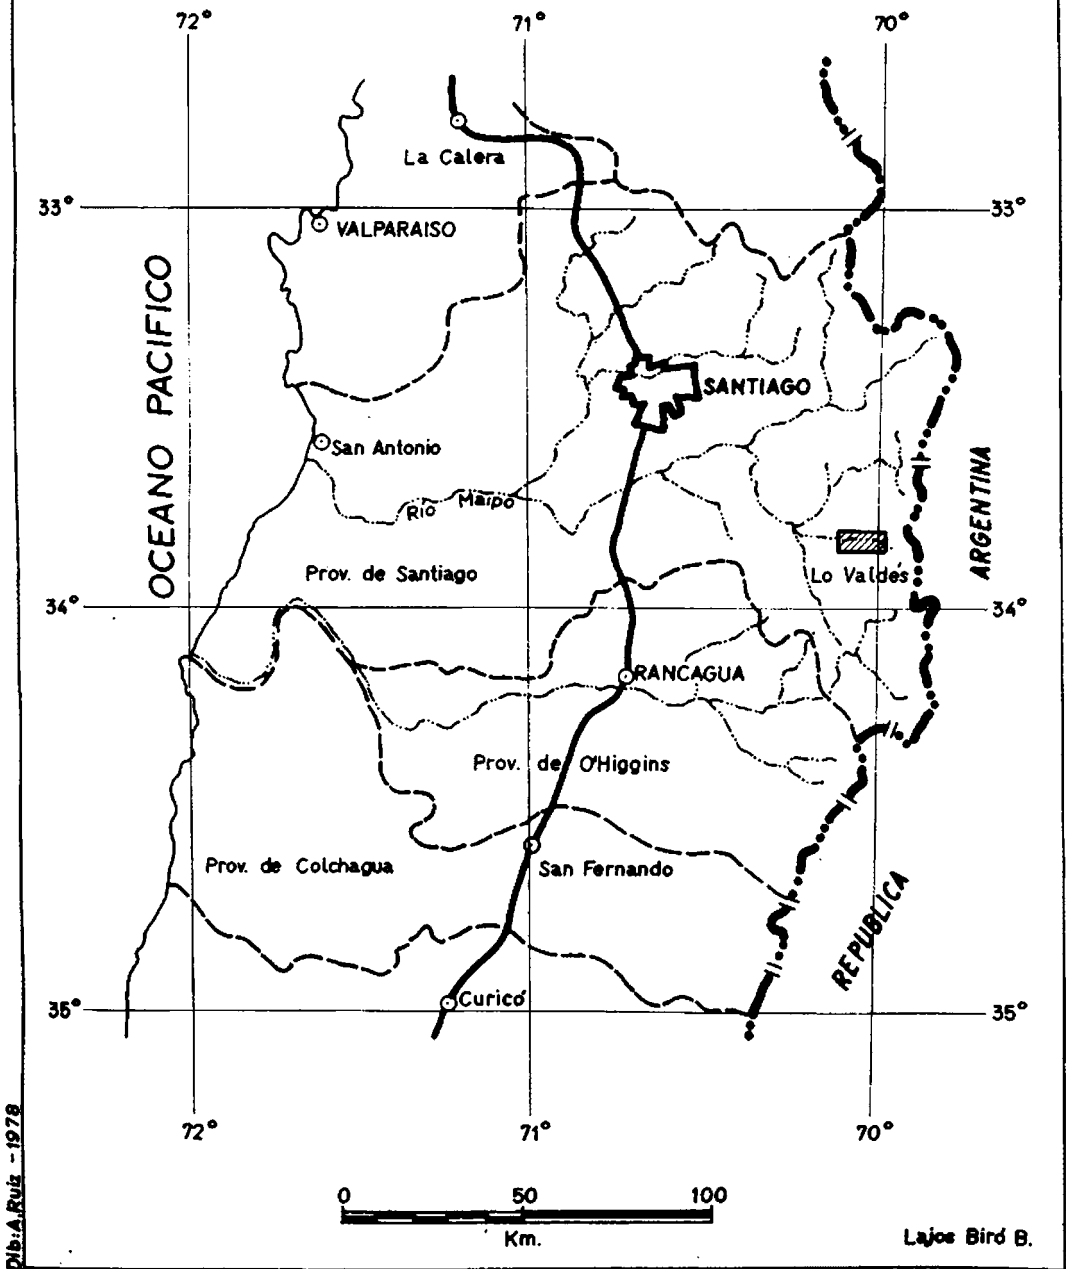 72° 71° 70°
La Calera
33° 33°
VALPARAISO
OCEANO PACIFICO
SANTIAGO
San Antonio
ARGENTINA
Río Maipo
Prov. de Santiago
Lo Valdés
34° 34°
RANCAGUA
Prov. de O'Higgins
Prov. de Colchagua
San Fernando
REPUBLICA
Curicó
35° 35°
72° 71° 70°
0 50 100
Km.
Dib:A.Ruiz - 1978
Lajos Biró B.